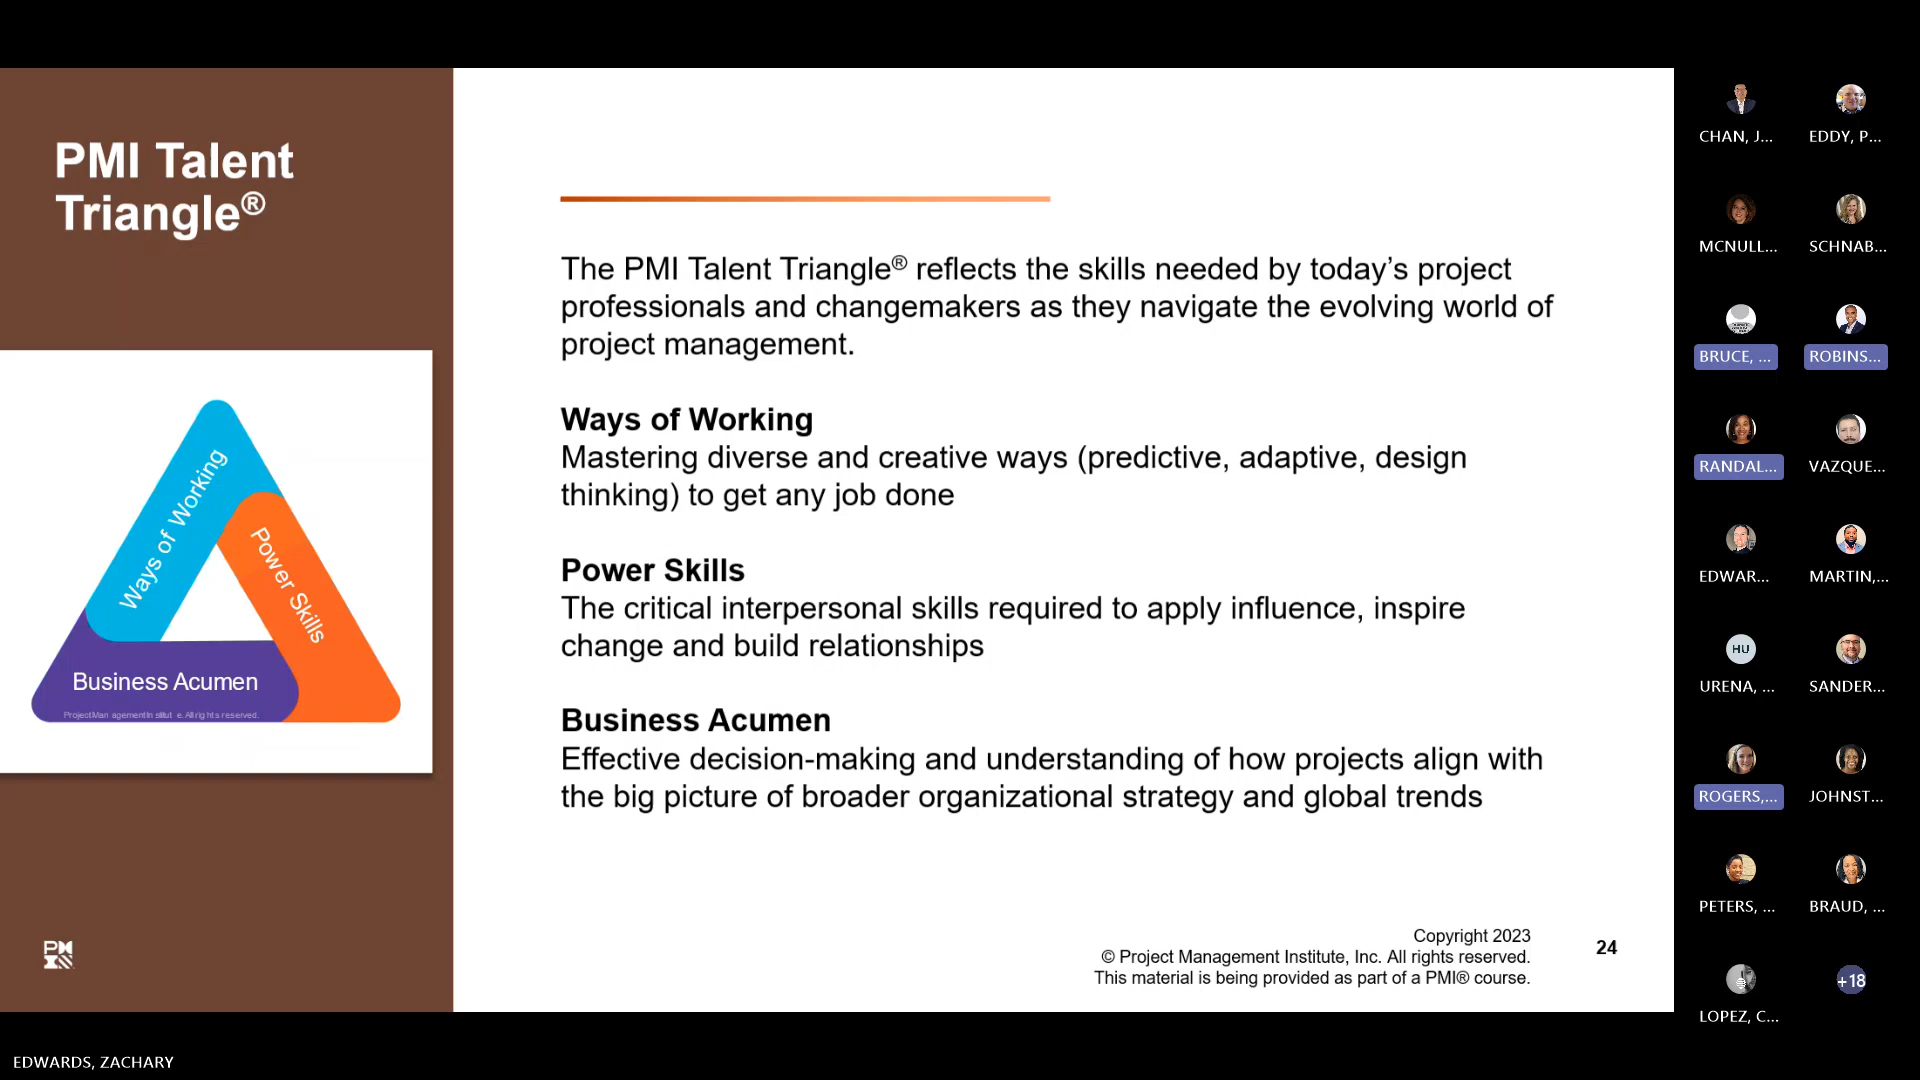 PMI Talent
Triangle®
Ways of Working
Power Skills
Business Acumen
The PMI Talent Triangle® reflects the skills needed by today’s project
professionals and changemakers as they navigate the evolving world of
project management.
Ways of Working
Mastering diverse and creative ways (predictive, adaptive, design
thinking) to get any job done
Power Skills
The critical interpersonal skills required to apply influence, inspire
change and build relationships
Business Acumen
Effective decision-making and understanding of how projects align with
the big picture of broader organizational strategy and global trends
Copyright 2023
© Project Management Institute, Inc. All rights reserved.
This material is being provided as part of a PMI® course.
24
CHAN, J...
EDDY, P...
MCNULL...
SCHNAB...
BRUCE, ...
ROBINS...
RANDAL...
VAZQUE...
EDWAR...
MARTIN,...
HU
URENA, ...
SANDER...
ROGERS,...
JOHNST...
PETERS, ...
BRAUD, ...
LOPEZ, C...
+18
EDWARDS, ZACHARY